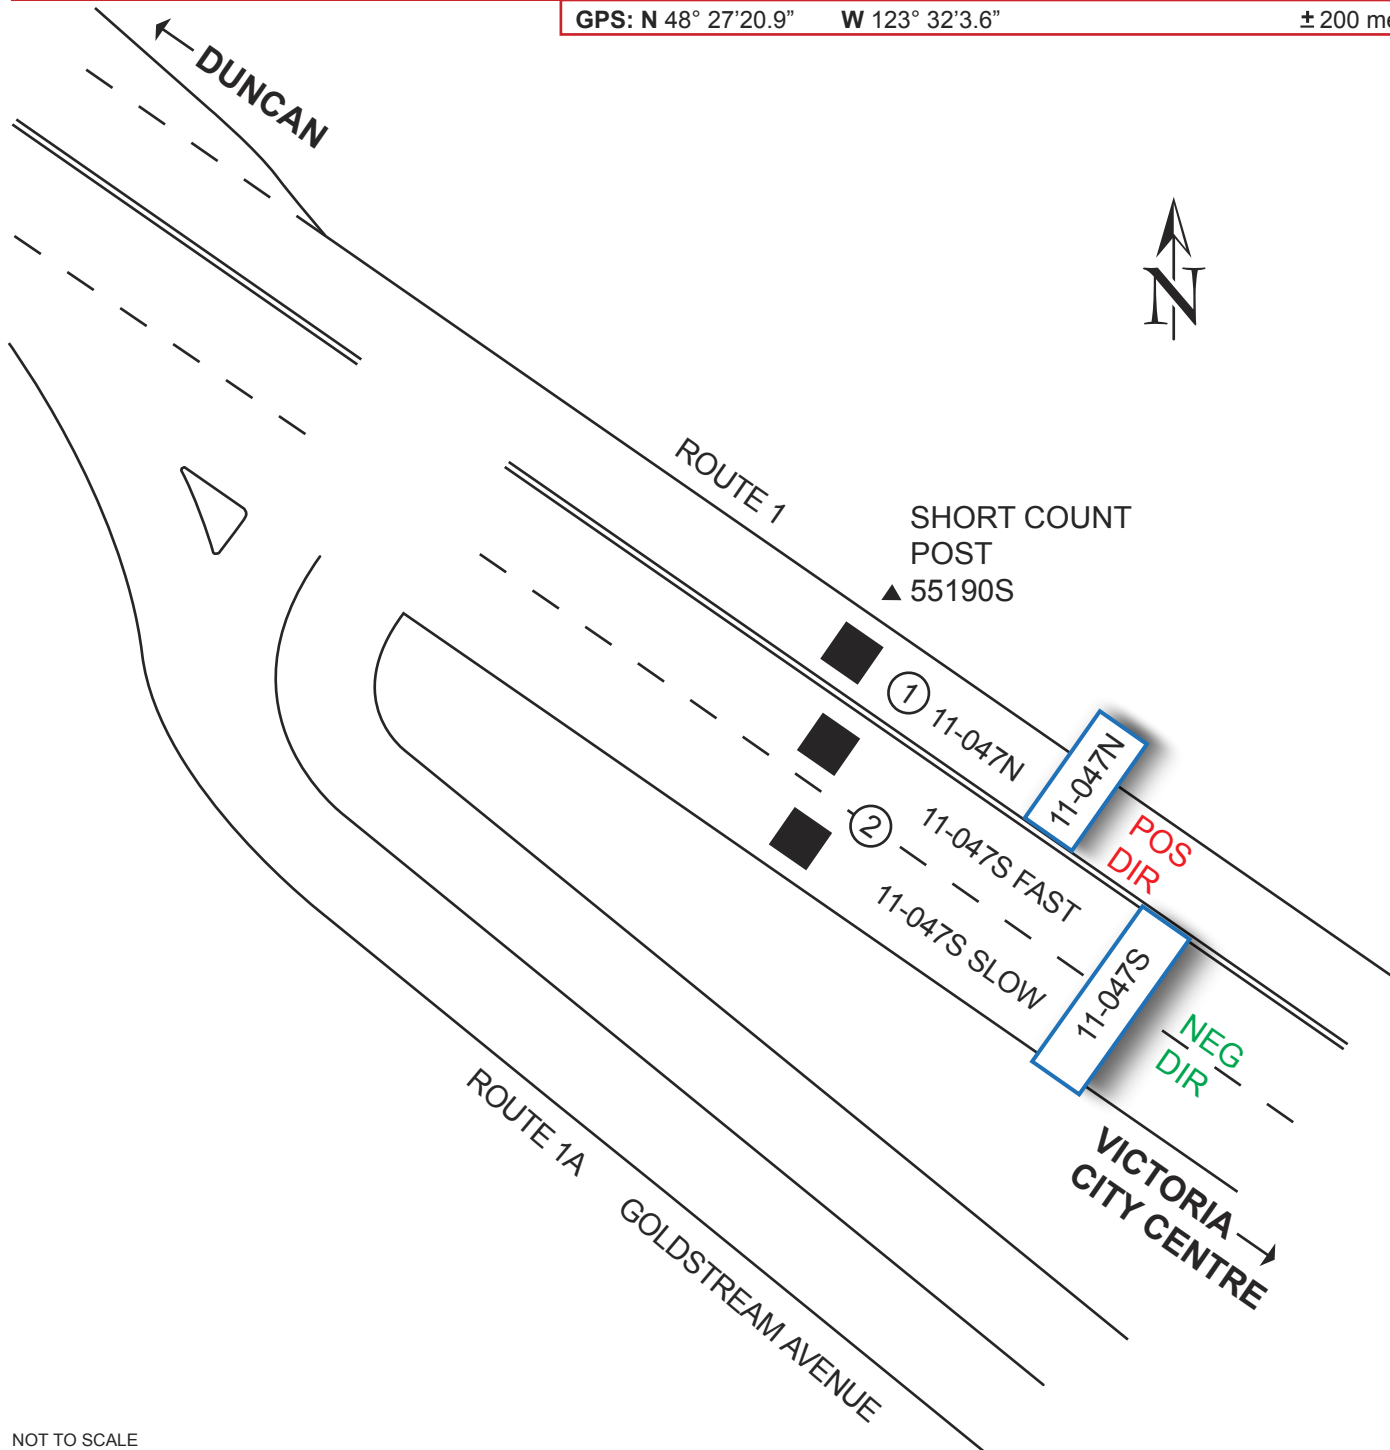 GPS: N 48° 27’20.9” W 123° 32’3.6” ± 200 me
DUNCAN
N
ROUTE 1
SHORT COUNT
POST
55190S
1 11-047N
11-047N
POS
DIR
2
11-047S FAST
11-047S SLOW
11-047S
NEG
DIR
VICTORIA
CITY CENTRE
ROUTE 1A
GOLDSTREAM AVENUE
NOT TO SCALE